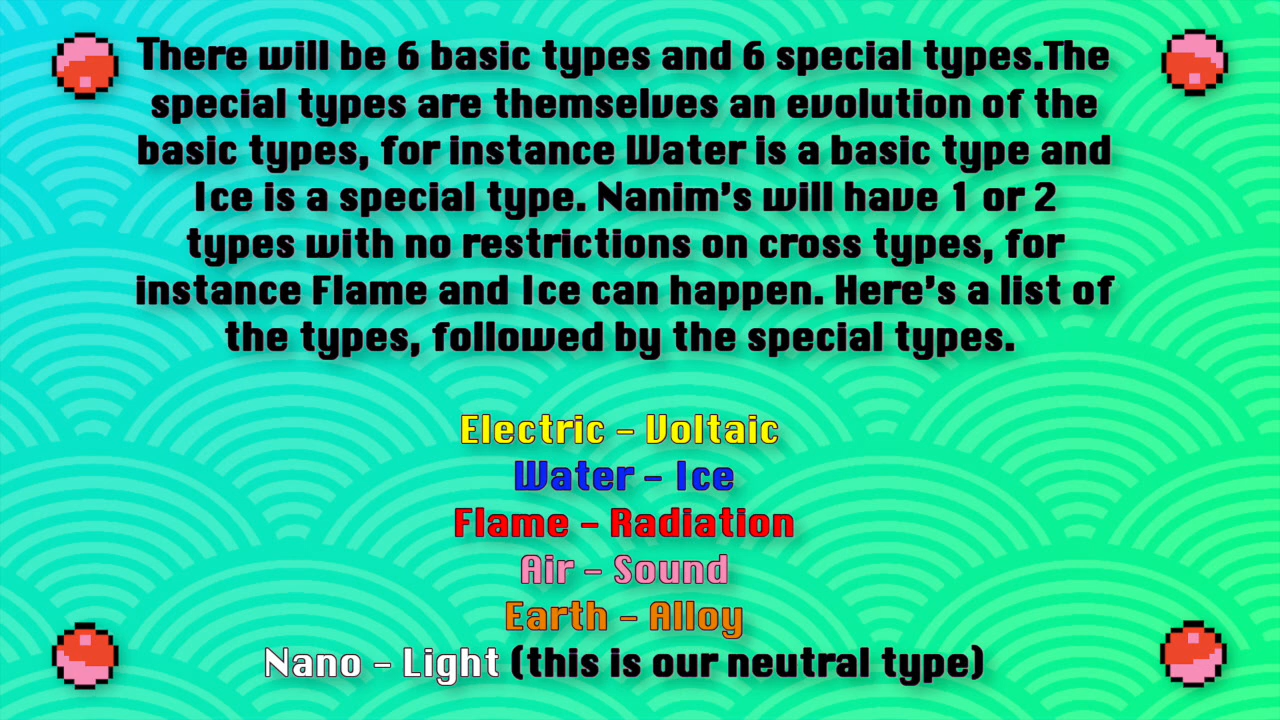 There will be 6 basic types and 6 special types.The
special types are themselves an evolution of the
basic types, for instance Water is a basic type and
Ice is a special type. Nanim's will have 1 or 2
types with no restrictions on cross types, for
instance Flame and Ice can happen. Here's a list of
the types, followed by the special types.
Electric - Voltaic
Water - Ice
Flame - Radiation
Air - Sound
Earth - Alloy
Nano - Light (this is our neutral type)